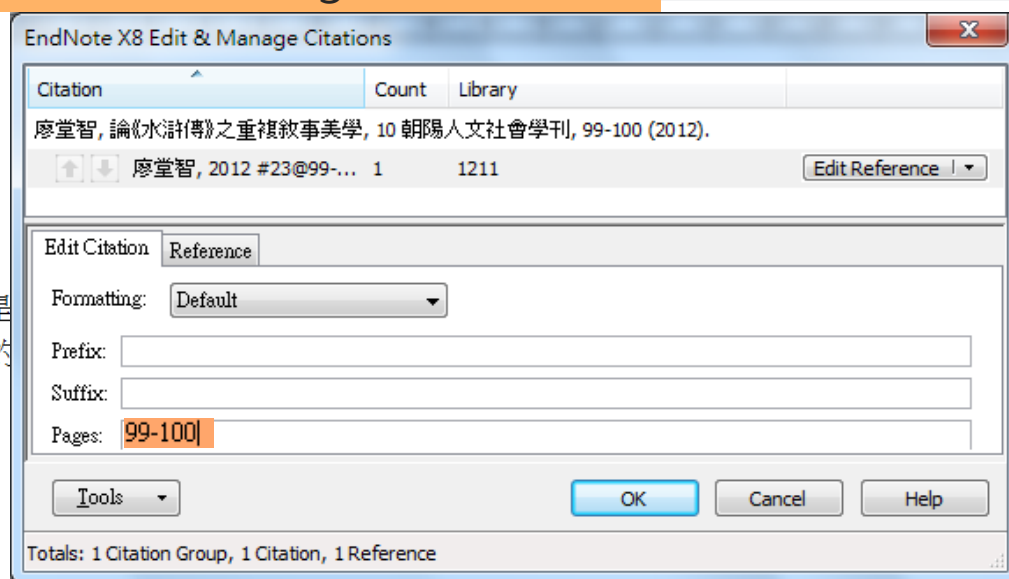 EndNote X8 Edit & Manage Citations
Citation Count Library
廖堂智, 論《水滸傳》之重複敘事美學, 10 朝陽人文社會學刊, 99-100 (2012).
廖堂智, 2012 #23@99-... 1 1211 Edit Reference
Edit Citation Reference
Formatting: Default
Prefix:
Suffix:
Pages: 99-100
Tools OK Cancel Help
Totals: 1 Citation Group, 1 Citation, 1 Reference